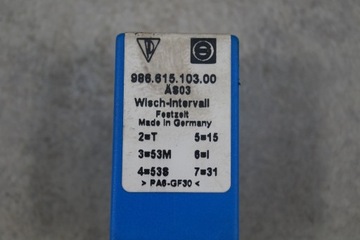 986.615.103.00
AS03
Wisch-Intervall
Festzeit
Made in Germany
2=T 5=15
3=53M 6=I
4=53S 7=31
> PA6-GF30 <